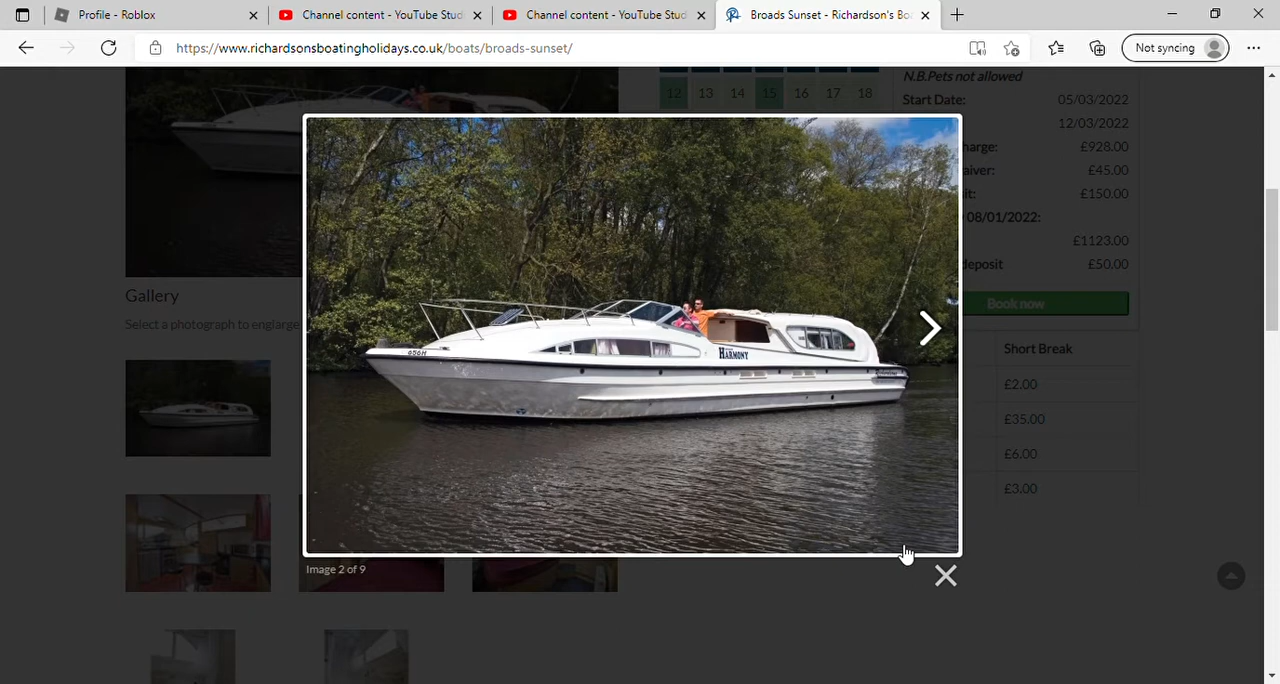 Profile - Roblox
Channel content - YouTube Stud
Channel content - YouTube Stud
Broads Sunset - Richardson's Bo
https://www.richardsonsboatingholidays.co.uk/boats/broads-sunset/
Not syncing
N.B.Pets not allowed
12 13 14 15 16 17 18
Start Date: 05/03/2022
12/03/2022
harge: £928.00
aiver: £45.00
it: £150.00
08/01/2022:
£1123.00
deposit £50.00
Book now
Gallery
Select a photograph to englarge
Short Break
£2.00
£35.00
£6.00
£3.00
656H
HARMONY
Image 2 of 9